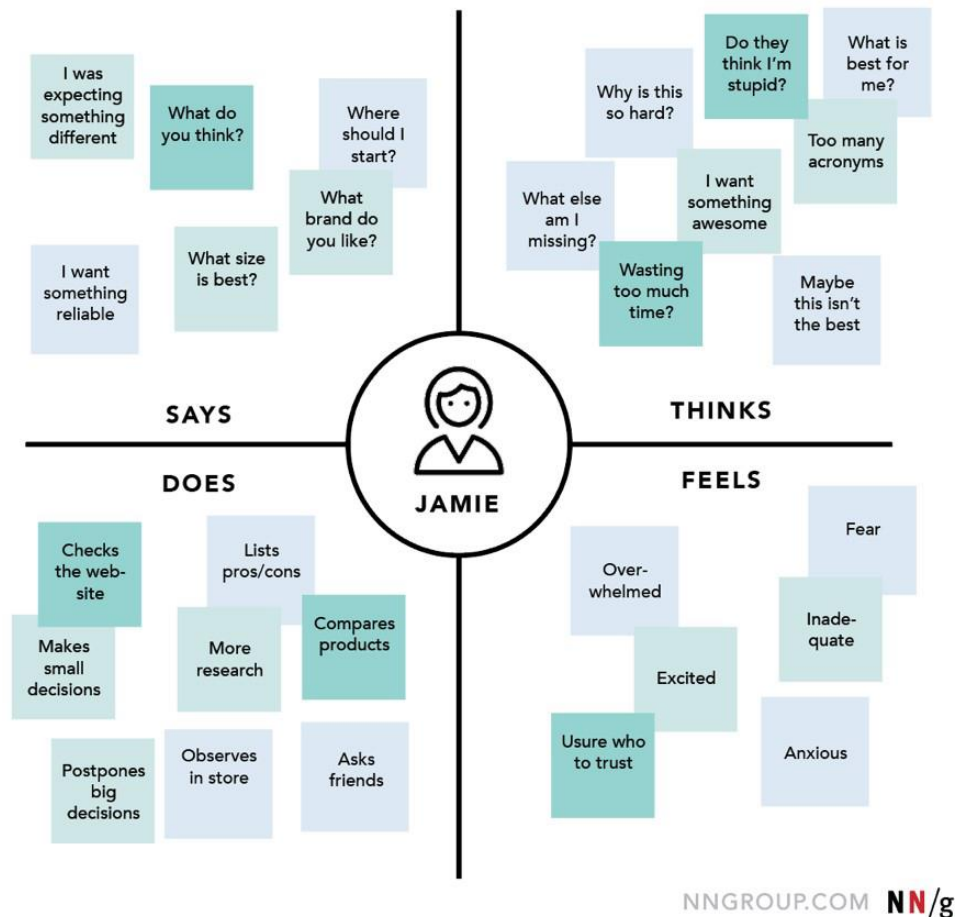 I was
expecting
something
different
What do
you think?
Where
should I
start?
What
brand do
you like?
What size
is best?
I want
something
reliable
SAYS
Do they
think I'm
stupid?
What is
best for
me?
Why is this
so hard?
Too many
acronyms
I want
something
awesome
What else
am I
missing?
Wasting
too much
time?
Maybe
this isn't
the best
THINKS
JAMIE
DOES
Checks
the web-
site
Lists
pros/cons
Compares
products
Makes
small
decisions
More
research
Postpones
big
decisions
Observes
in store
Asks
friends
FEELS
Fear
Over-
whelmed
Inade-
quate
Excited
Usure who
to trust
Anxious
NNGROUP.COM NN/g